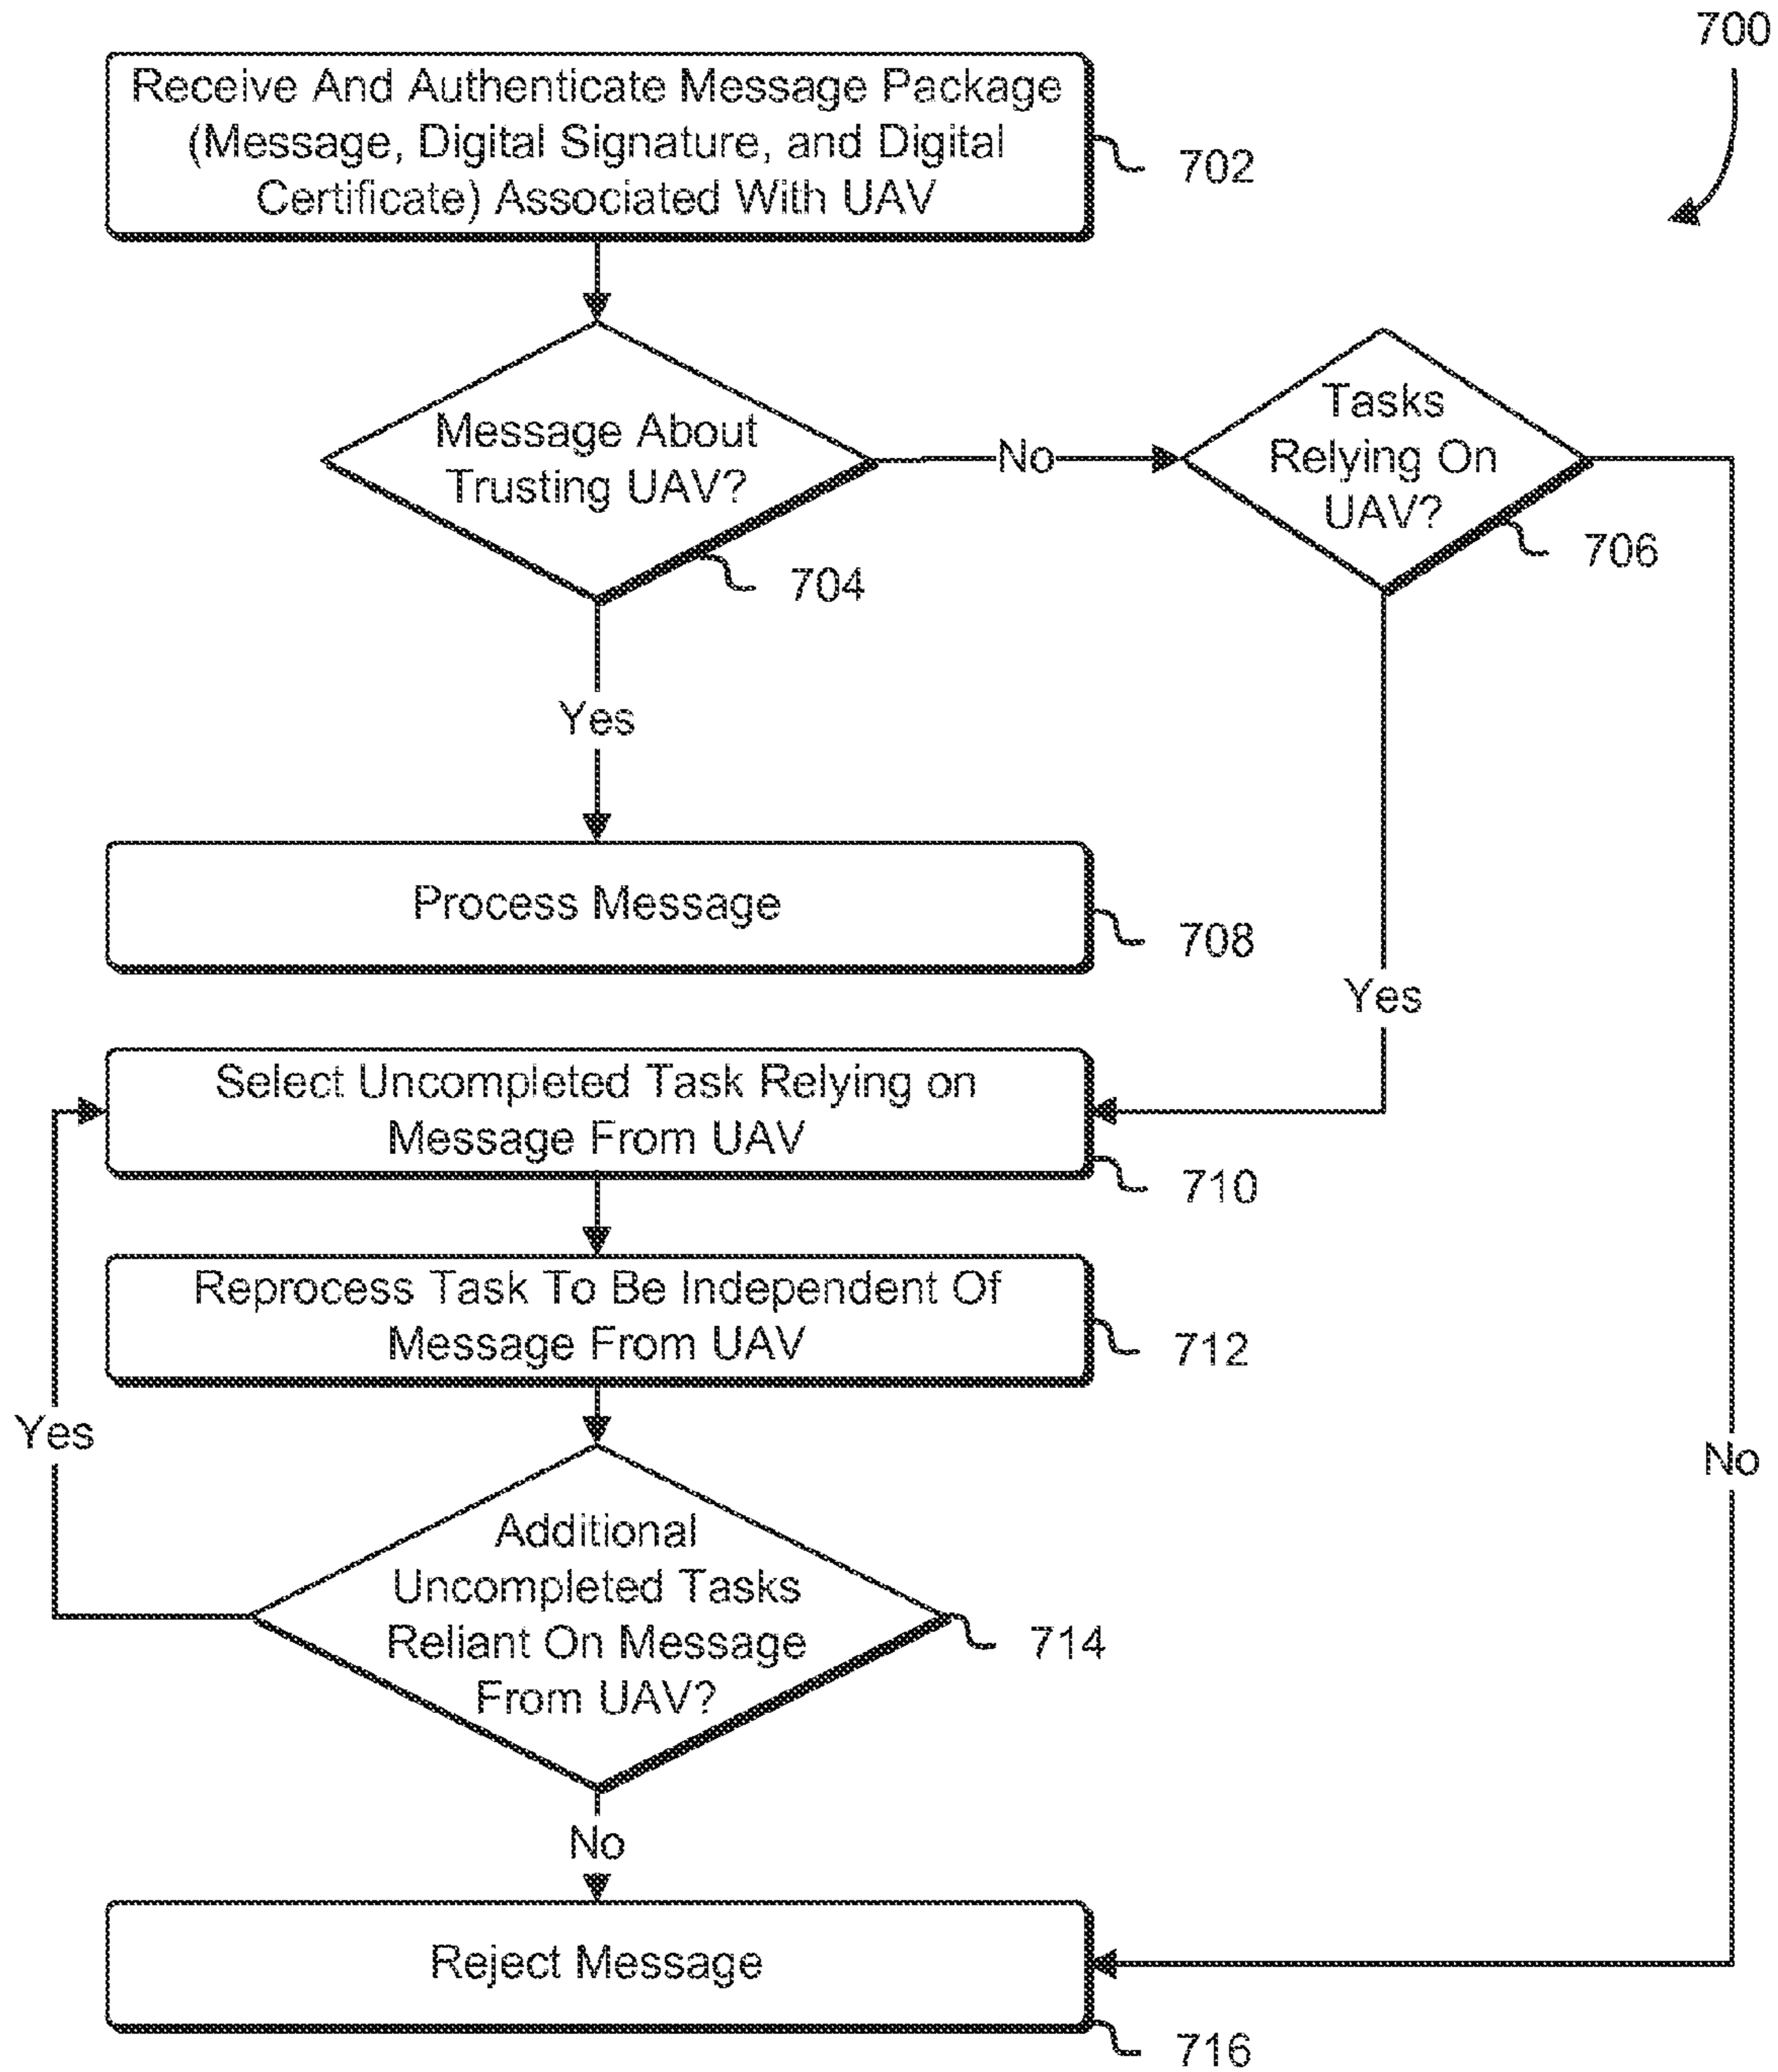 700
Receive And Authenticate Message Package
(Message, Digital Signature, and Digital
Certificate) Associated With UAV
702
Message About
Trusting UAV?
704
No
Tasks
Relying On
UAV?
706
Yes
Process Message
708
Yes
Select Uncompleted Task Relying on
Message From UAV
710
Reprocess Task To Be Independent Of
Message From UAV
712
Yes
Additional
Uncompleted Tasks
Reliant On Message
From UAV?
714
No
No
Reject Message
716